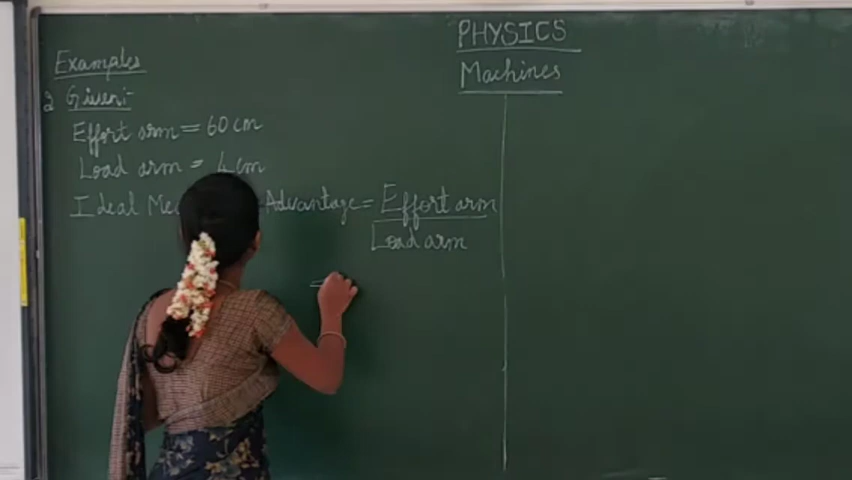 PHYSICS
Machines
Examples
2 Given:-
Effort arm = 60 cm
Load arm = 4 cm
Ideal Advantage = Effort arm
Load arm
=